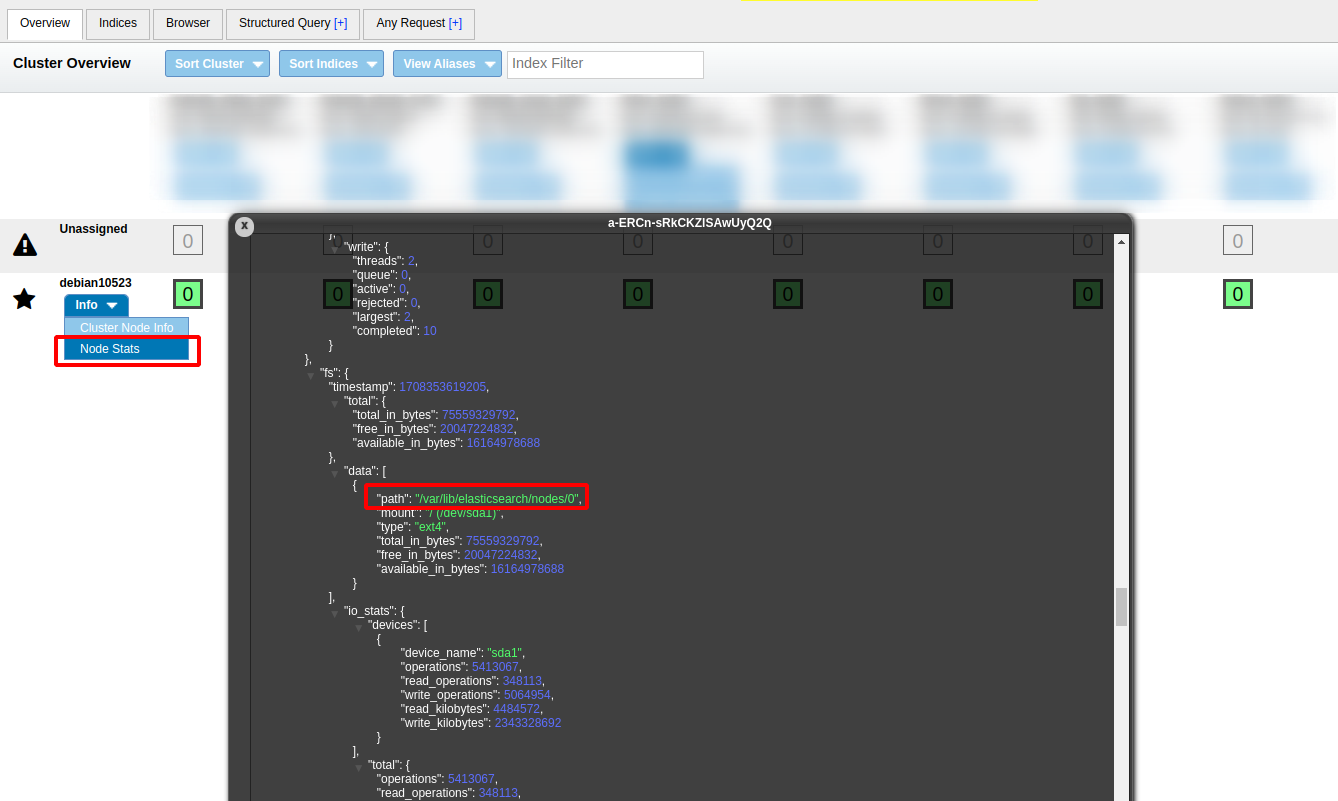 Overview Indices Browser Structured Query [+] Any Request [+]
Cluster Overview Sort Cluster Sort Indices View Aliases Index Filter
Unassigned 0 0 0 0 0 0 0 0
debian10523 0 0 0 0 0 0 0 0
Info
Cluster Node Info
Node Stats
x a-ERCn-sRkCKZlSAwUyQ2Q
},
"write": {
"threads": 2,
"queue": 0,
"active": 0,
"rejected": 0,
"largest": 2,
"completed": 10
}
},
"fs": {
"timestamp": 1708353619205,
"total": {
"total_in_bytes": 75559329792,
"free_in_bytes": 20047224832,
"available_in_bytes": 16164978688
},
"data": [
{
"path": "/var/lib/elasticsearch/nodes/0",
"mount": "/ (/dev/sda1)",
"type": "ext4",
"total_in_bytes": 75559329792,
"free_in_bytes": 20047224832,
"available_in_bytes": 16164978688
}
],
"io_stats": {
"devices": [
{
"device_name": "sda1",
"operations": 5413067,
"read_operations": 348113,
"write_operations": 5064954,
"read_kilobytes": 4484572,
"write_kilobytes": 2343328692
}
],
"total": {
"operations": 5413067,
"read_operations": 348113,